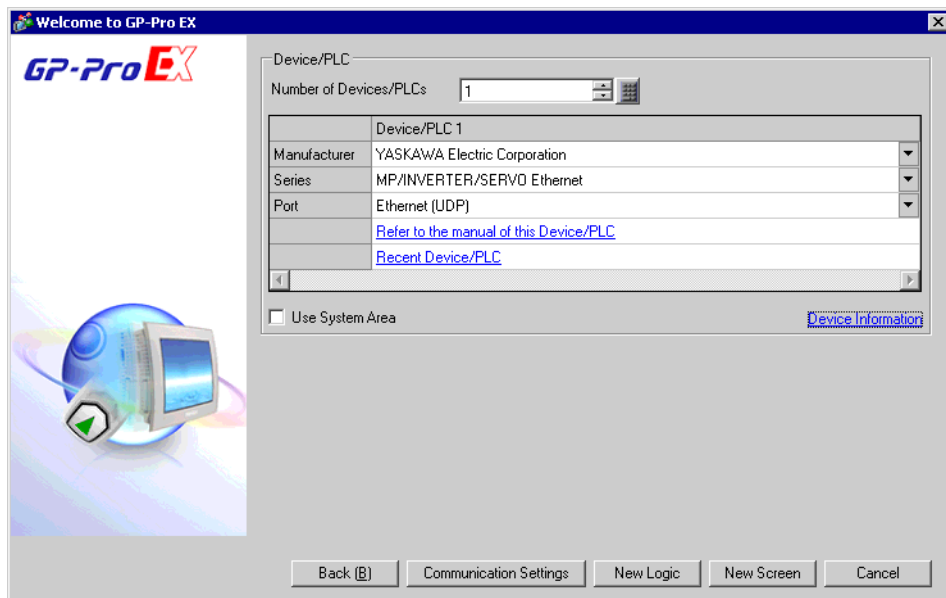 Welcome to GP-Pro EX
GP-Pro EX
Device/PLC
Number of Devices/PLCs 1
Device/PLC 1
Manufacturer YASKAWA Electric Corporation
Series MP/INVERTER/SERVO Ethernet
Port Ethernet (UDP)
Refer to the manual of this Device/PLC
Recent Device/PLC
Use System Area Device Information
Back (B) Communication Settings New Logic New Screen Cancel